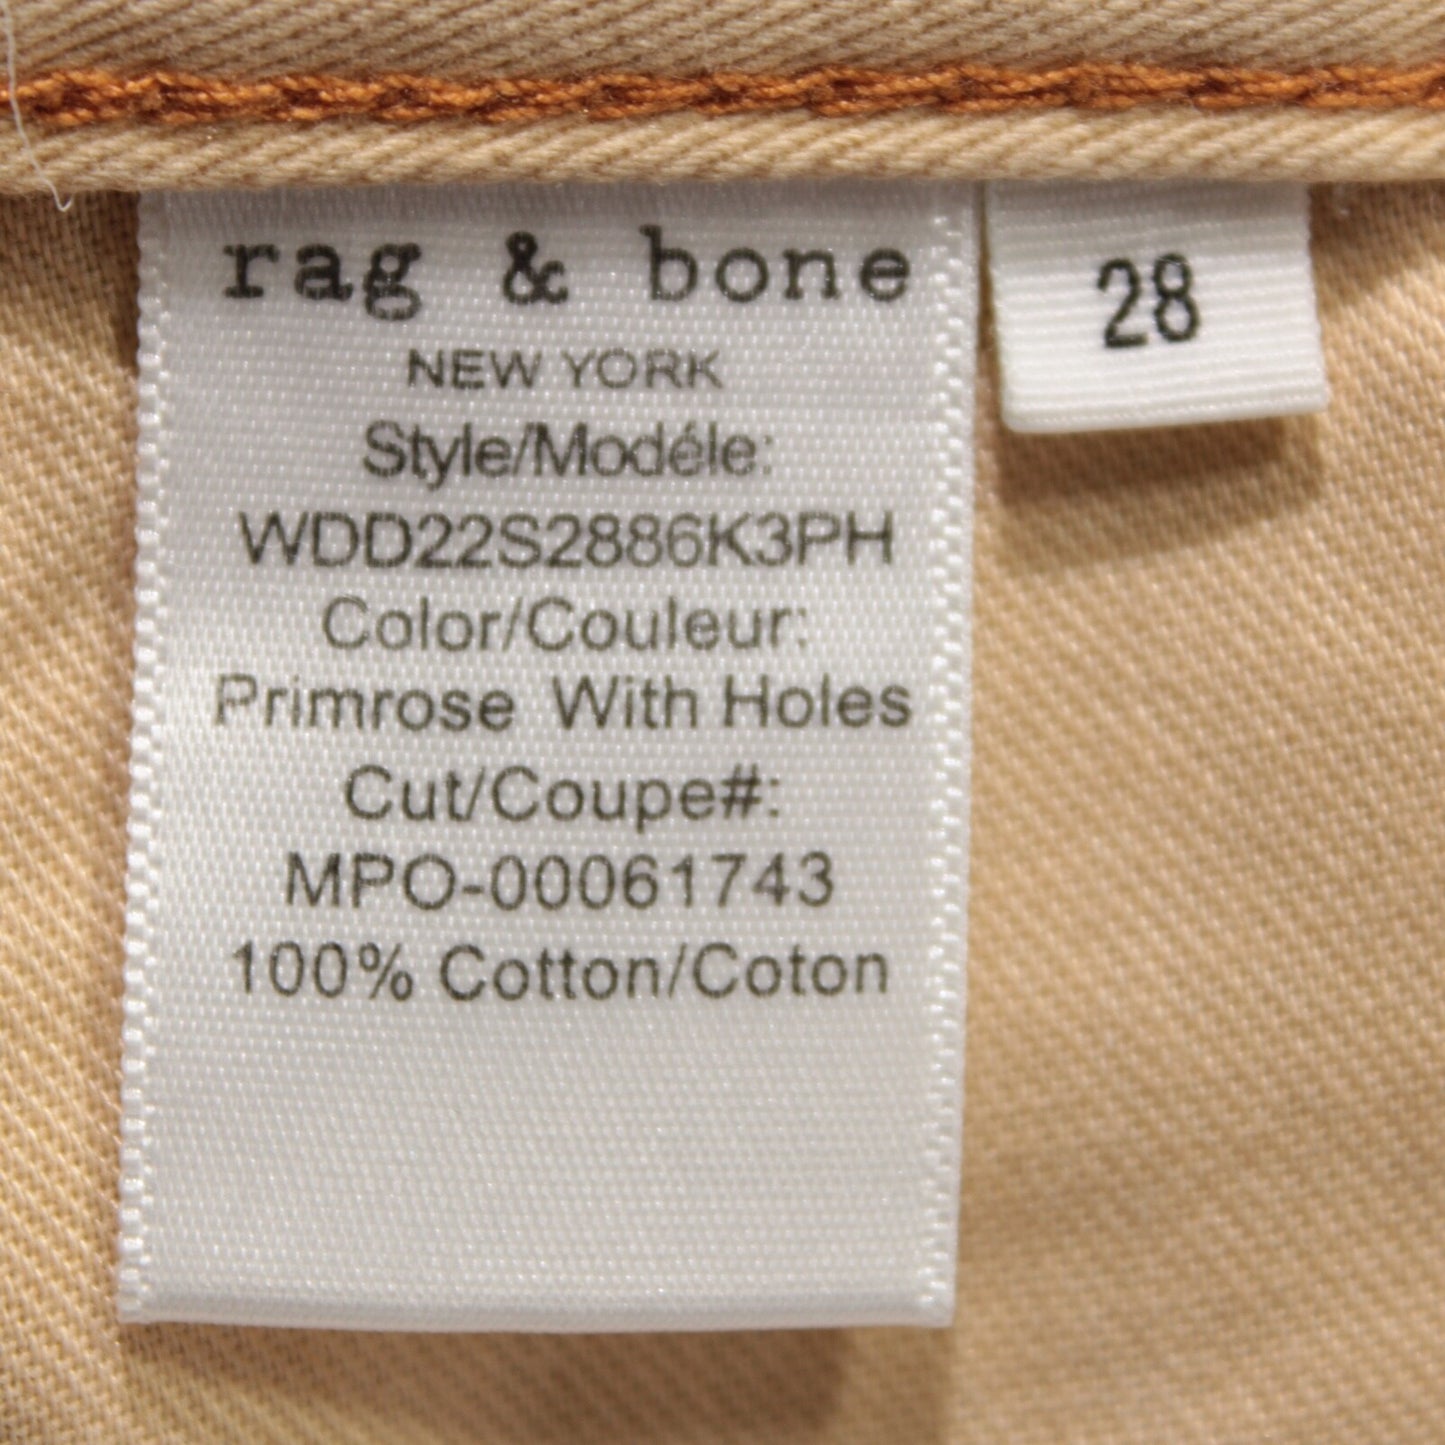 rag & bone
NEW YORK
Style/Modéle:
WDD22S2886K3PH
Color/Couleur:
Primrose With Holes
Cut/Coupe#:
MPO-00061743
100% Cotton/Coton
28